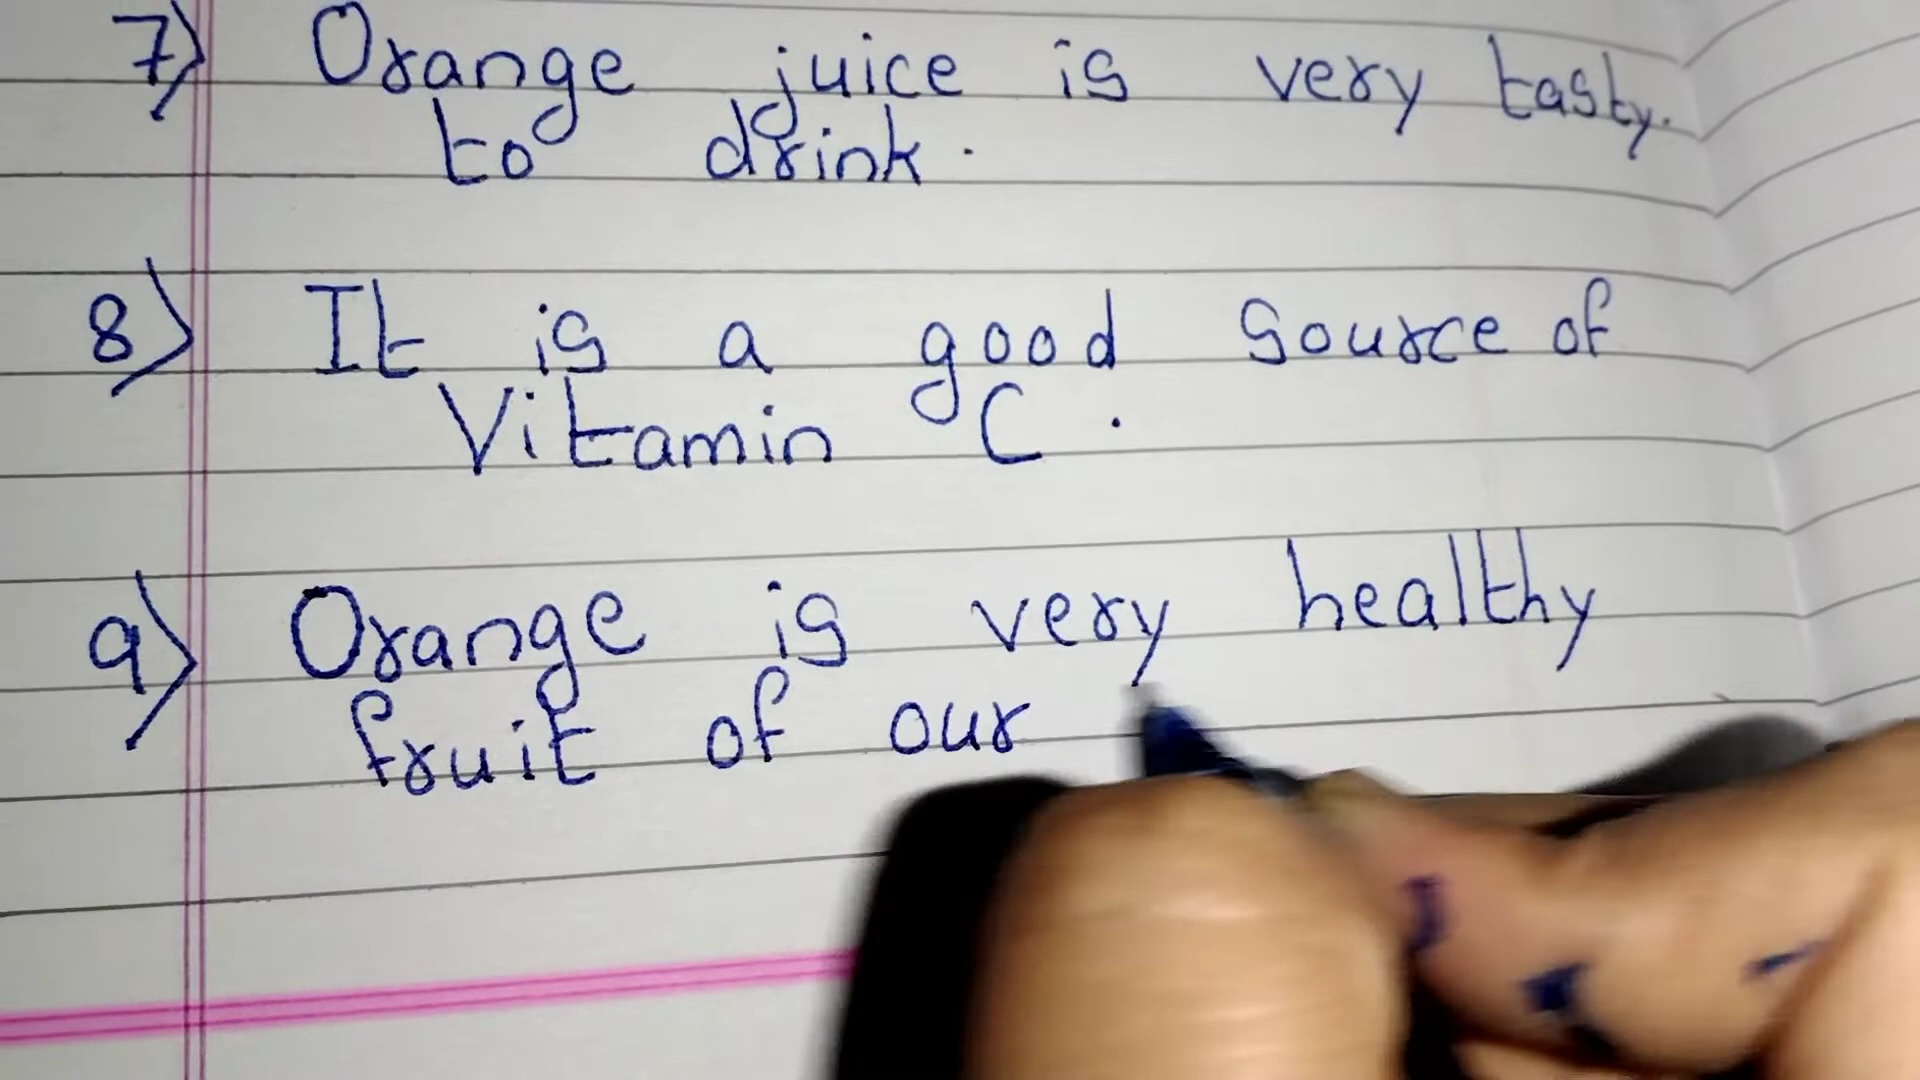 7) Orange juice is very tasty.
to drink.
8) It is a good source of
Vitamin C.
9) Orange is very healthy
fruit of our